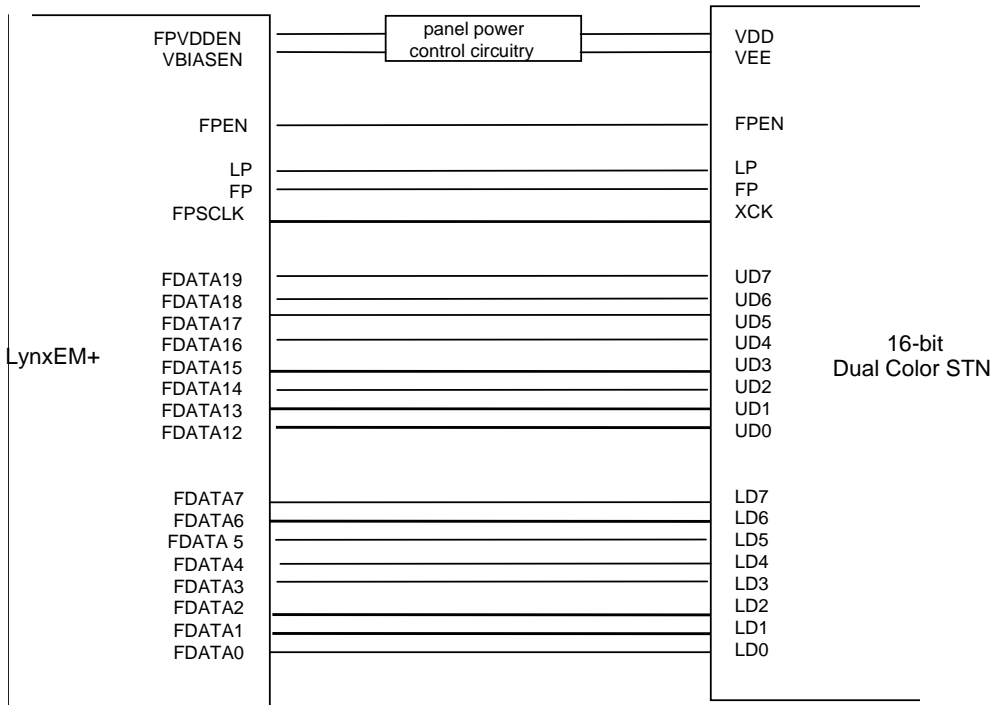 panel power
control circuitry
FPVDDEN
VBIASEN
VDD
VEE
FPEN
FPEN
LP
FP
FPSCLK
LP
FP
XCK
FDATA19
FDATA18
FDATA17
FDATA16
FDATA15
FDATA14
FDATA13
FDATA12
UD7
UD6
UD5
UD4
UD3
UD2
UD1
UD0
LynxEM+
16-bit
Dual Color STN
FDATA7
FDATA6
FDATA 5
FDATA4
FDATA3
FDATA2
FDATA1
FDATA0
LD7
LD6
LD5
LD4
LD3
LD2
LD1
LD0